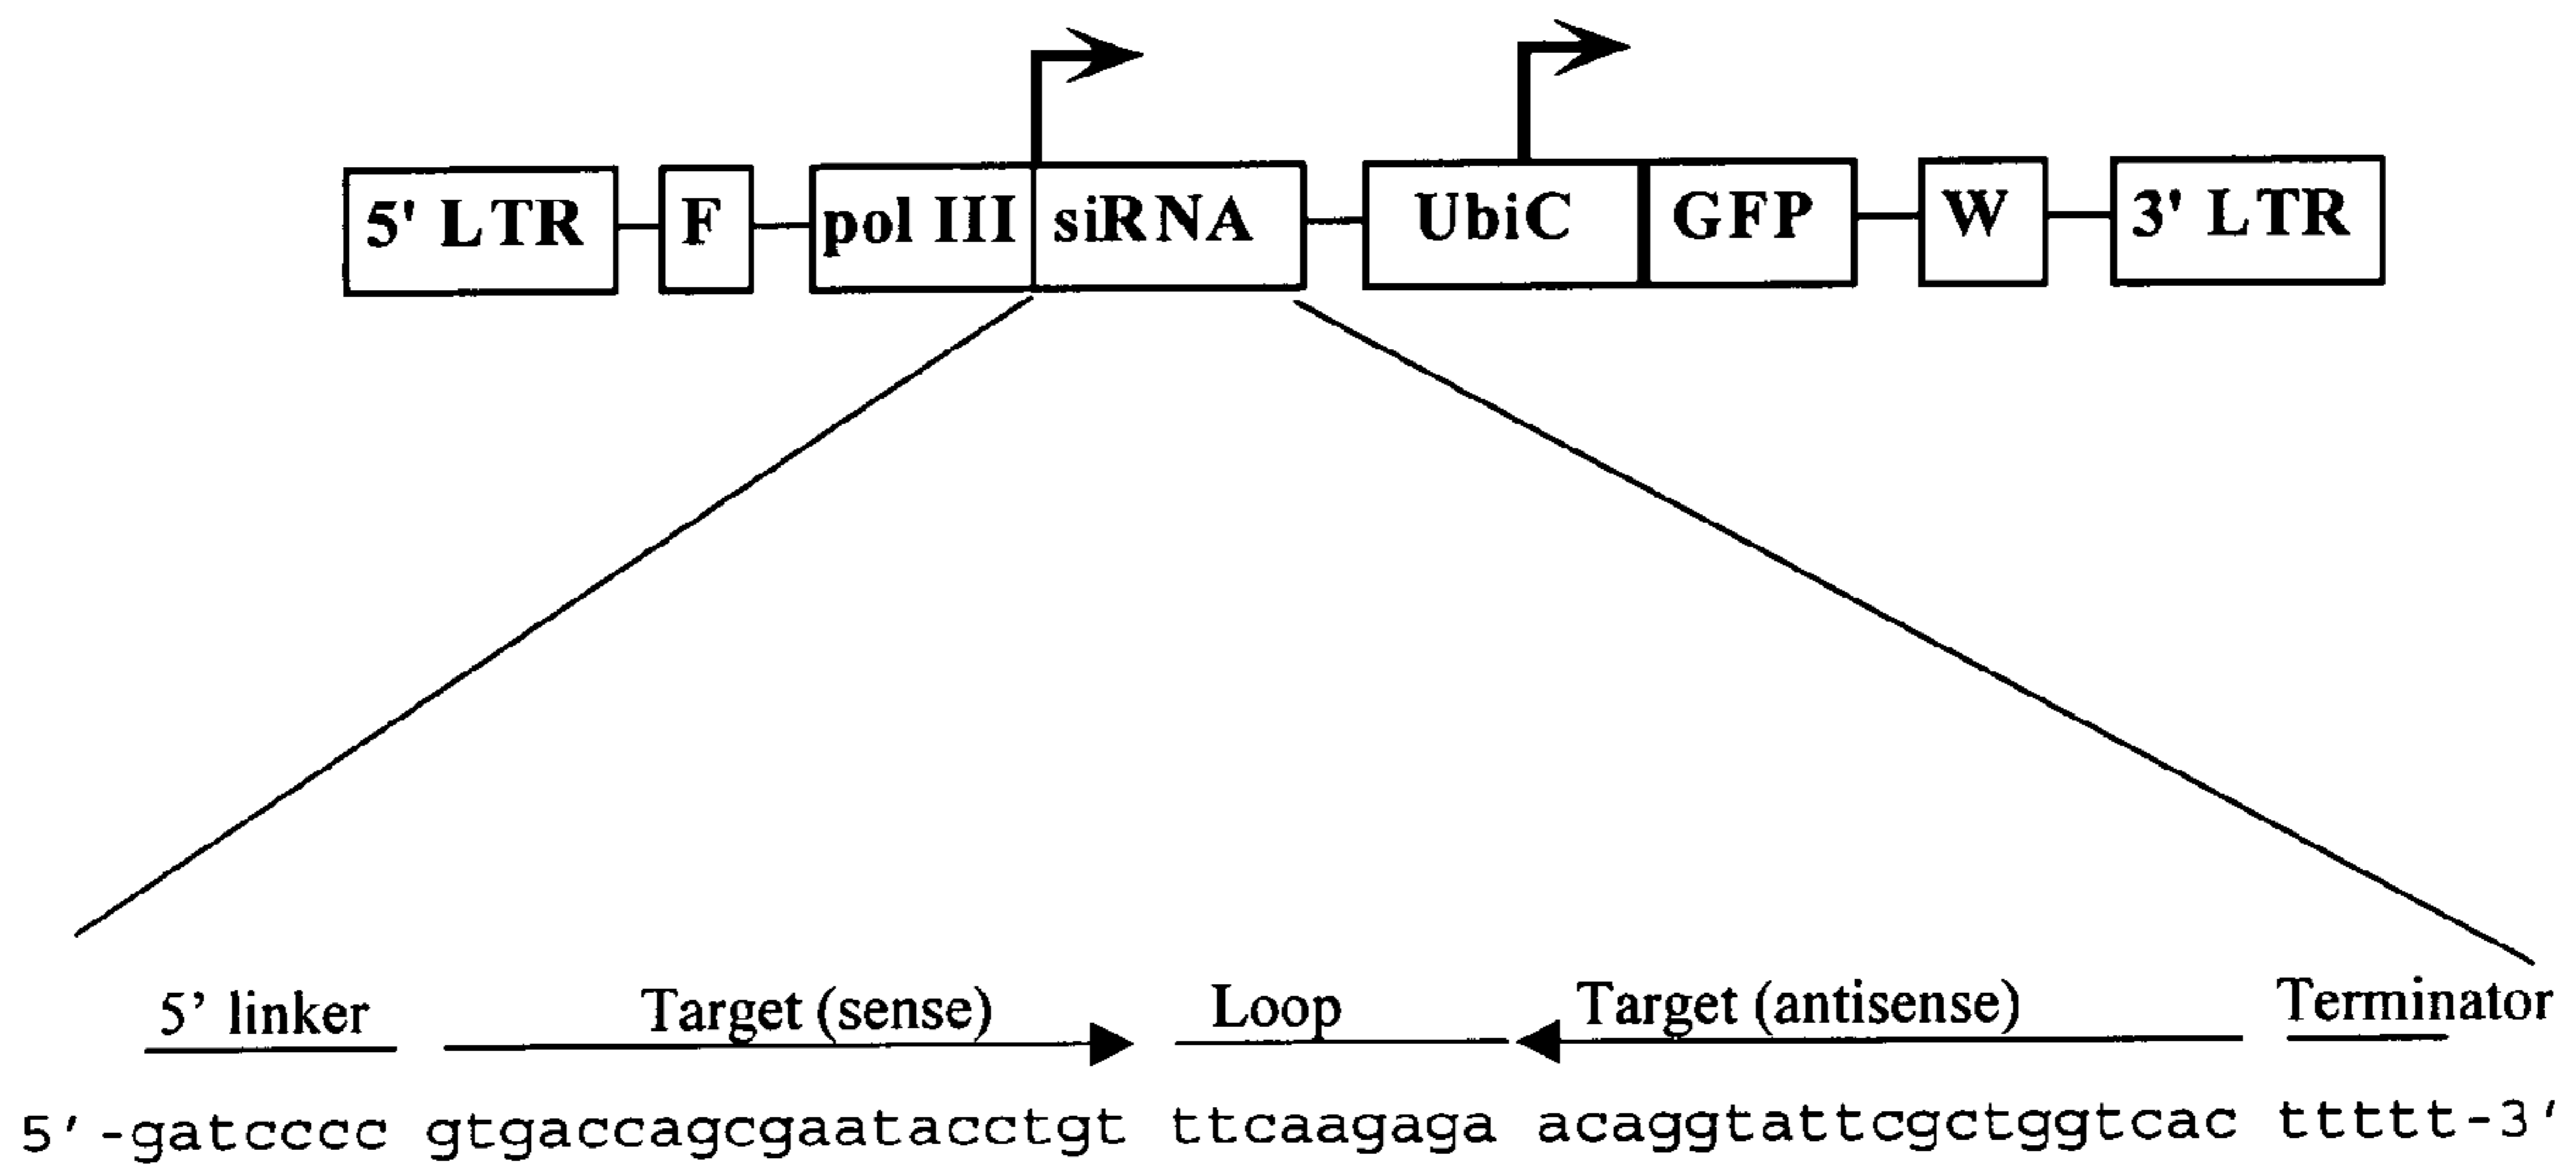 5' LTR F pol III siRNA UbiC GFP W 3' LTR
5’ linker Target (sense) Loop Target (antisense) Terminator
5′-gatcccc gtgaccagcgaatacctgt ttcaagaga acaggtattcgctggtcac ttttt-3′